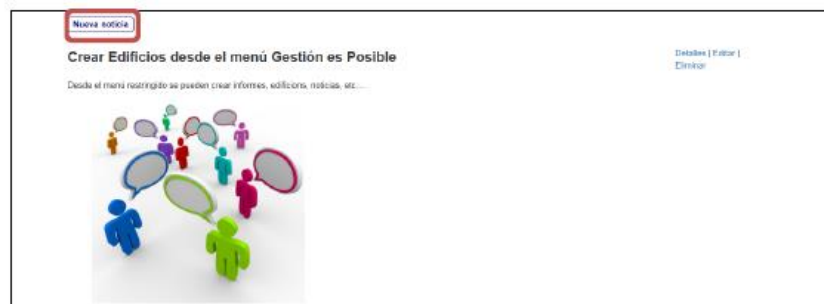 Nueva noticia
Crear Edificios desde el menú Gestión es Posible
Detalles | Editar |
Eliminar
Desde el menú restringido se pueden crear informes, edificions, noticias, etc....